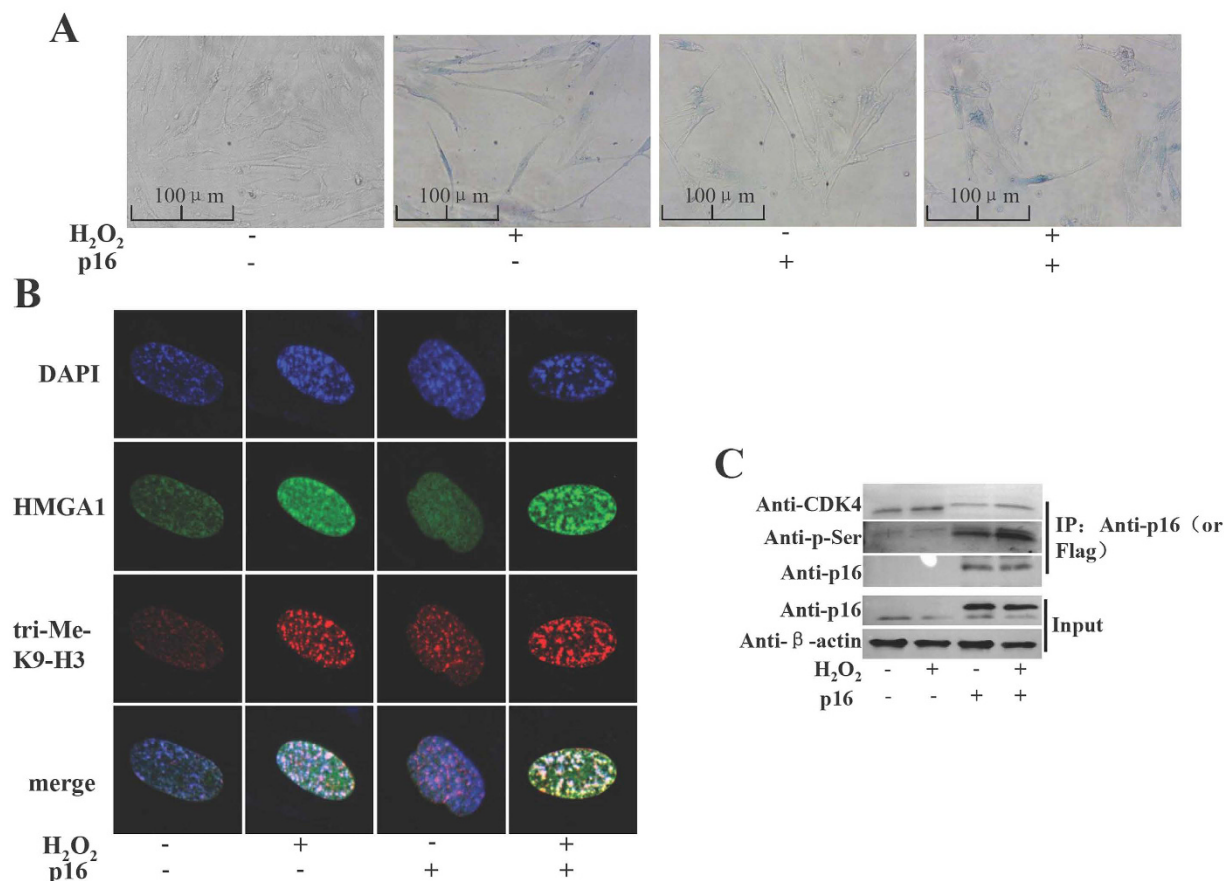 A
100 μ m 100 μ m 100 μ m 100 μ m
H₂O₂ - + - +
p16 - - + +
B
DAPI
HMGA1
tri-Me-
K9-H3
merge
H₂O₂ - + - +
p16 - - + +
C
Anti-CDK4
Anti-p-Ser
Anti-p16
IP: Anti-p16（or
Flag）
Anti-p16
Anti-β-actin
Input
H₂O₂ - + - +
p16 - - + +